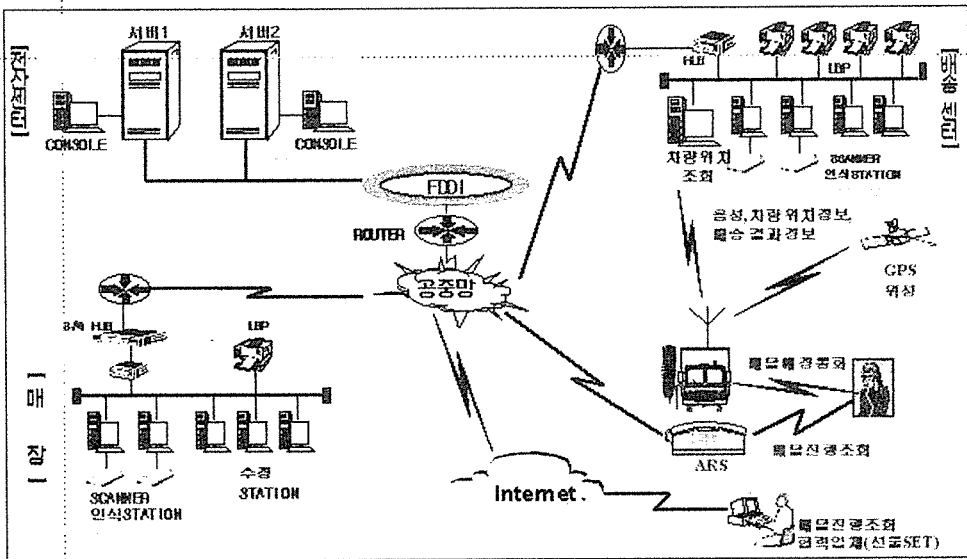 서버1
서버2
[전산센터]
CONSOLE
CONSOLE
FDDI
ROUTER
공중망
HUB
LBP
[배송센터]
차량위치
조회
SCANNER
인식STATION
음성,차량위치정보,
배송결과정보
GPS
위성
S/W HUB
LBP
[매장]
SCANNER
인식STATION
수정
STATION
배달예정통화
배달진행조회
ARS
Internet.
배달진행조회
협력업체(선물SET)